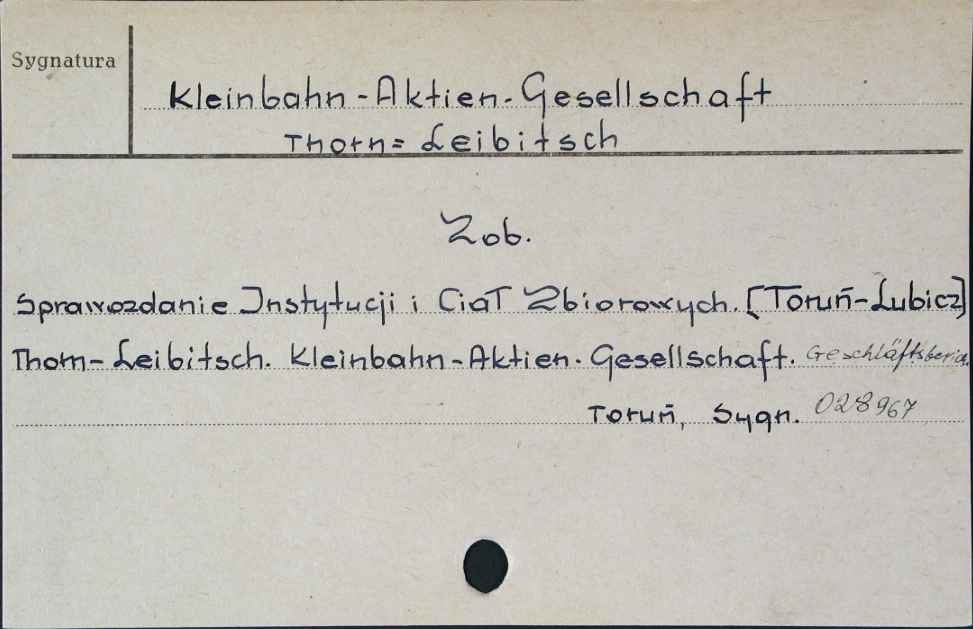 Sygnatura
Kleinbahn-Aktien-Gesellschaft
Thorn= Leibitsch
Zob.
Sprawozdanie Instytucji i Ciał Zbiorowych. [Toruń-Lubicz]
Thorn-Leibitsch. Kleinbahn-Aktien-Gesellschaft. Geschläftsberich.
Toruń, Sygn. 028967